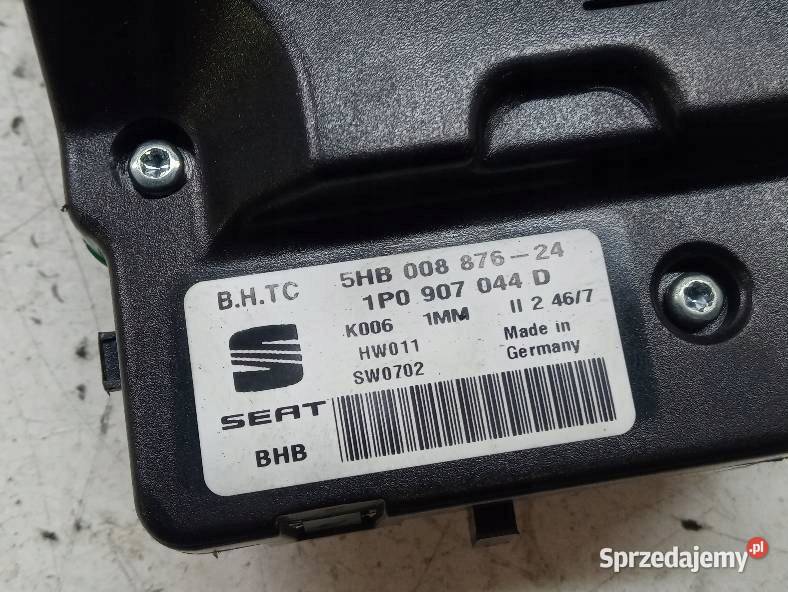 B.H.TC 5HB 008 876-24
1P0 907 044 D
K006 1MM II 2 46/7
HW011 Made in
SW0702 Germany
SEAT
BHB
Sprzedajemy.pl